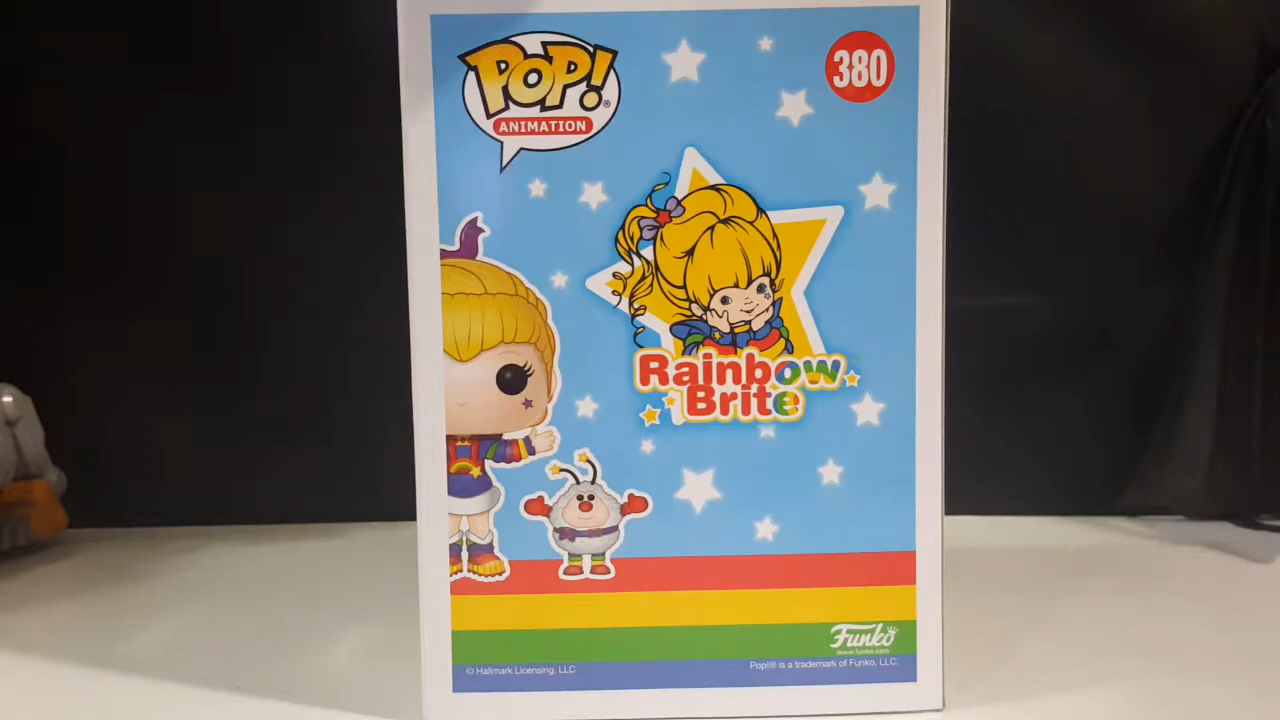 POP!®
ANIMATION
380
Rainbow
Brite
Funko
www.funko.com
© Hallmark Licensing, LLC
Pop!® is a trademark of Funko, LLC.